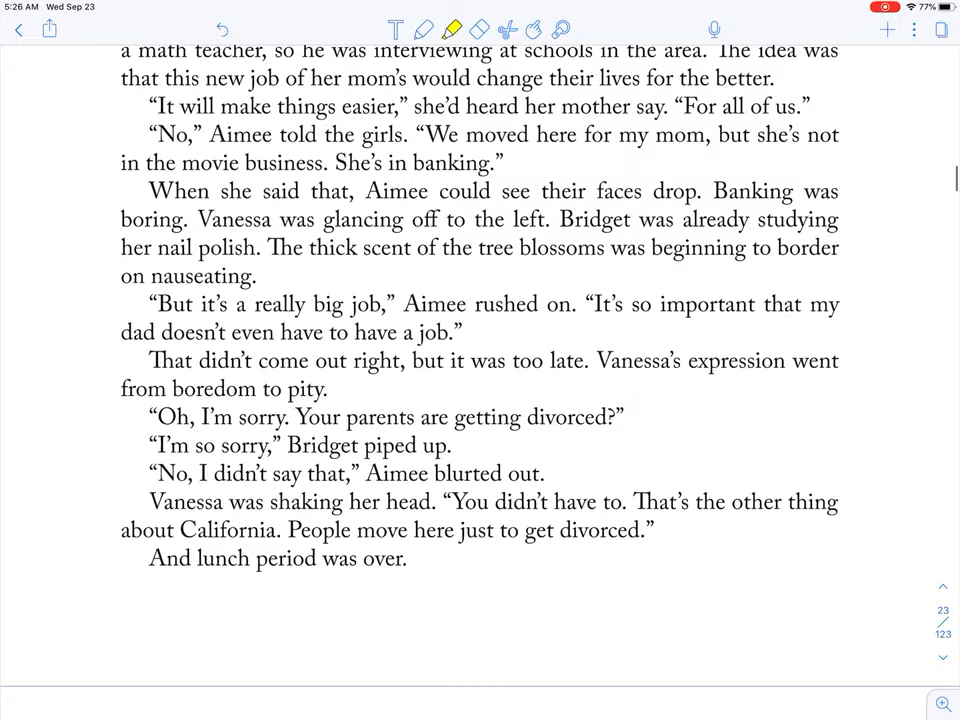 5:26 AM Wed Sep 23
77%
a math teacher, so he was interviewing at schools in the area. The idea was
that this new job of her mom’s would change their lives for the better.
“It will make things easier,” she’d heard her mother say. “For all of us.”
“No,” Aimee told the girls. “We moved here for my mom, but she’s not
in the movie business. She’s in banking.”
When she said that, Aimee could see their faces drop. Banking was
boring. Vanessa was glancing off to the left. Bridget was already studying
her nail polish. The thick scent of the tree blossoms was beginning to border
on nauseating.
“But it’s a really big job,” Aimee rushed on. “It’s so important that my
dad doesn’t even have to have a job.”
That didn’t come out right, but it was too late. Vanessa’s expression went
from boredom to pity.
“Oh, I’m sorry. Your parents are getting divorced?”
“I’m so sorry,” Bridget piped up.
“No, I didn’t say that,” Aimee blurted out.
Vanessa was shaking her head. “You didn’t have to. That’s the other thing
about California. People move here just to get divorced.”
And lunch period was over.
23
/
123